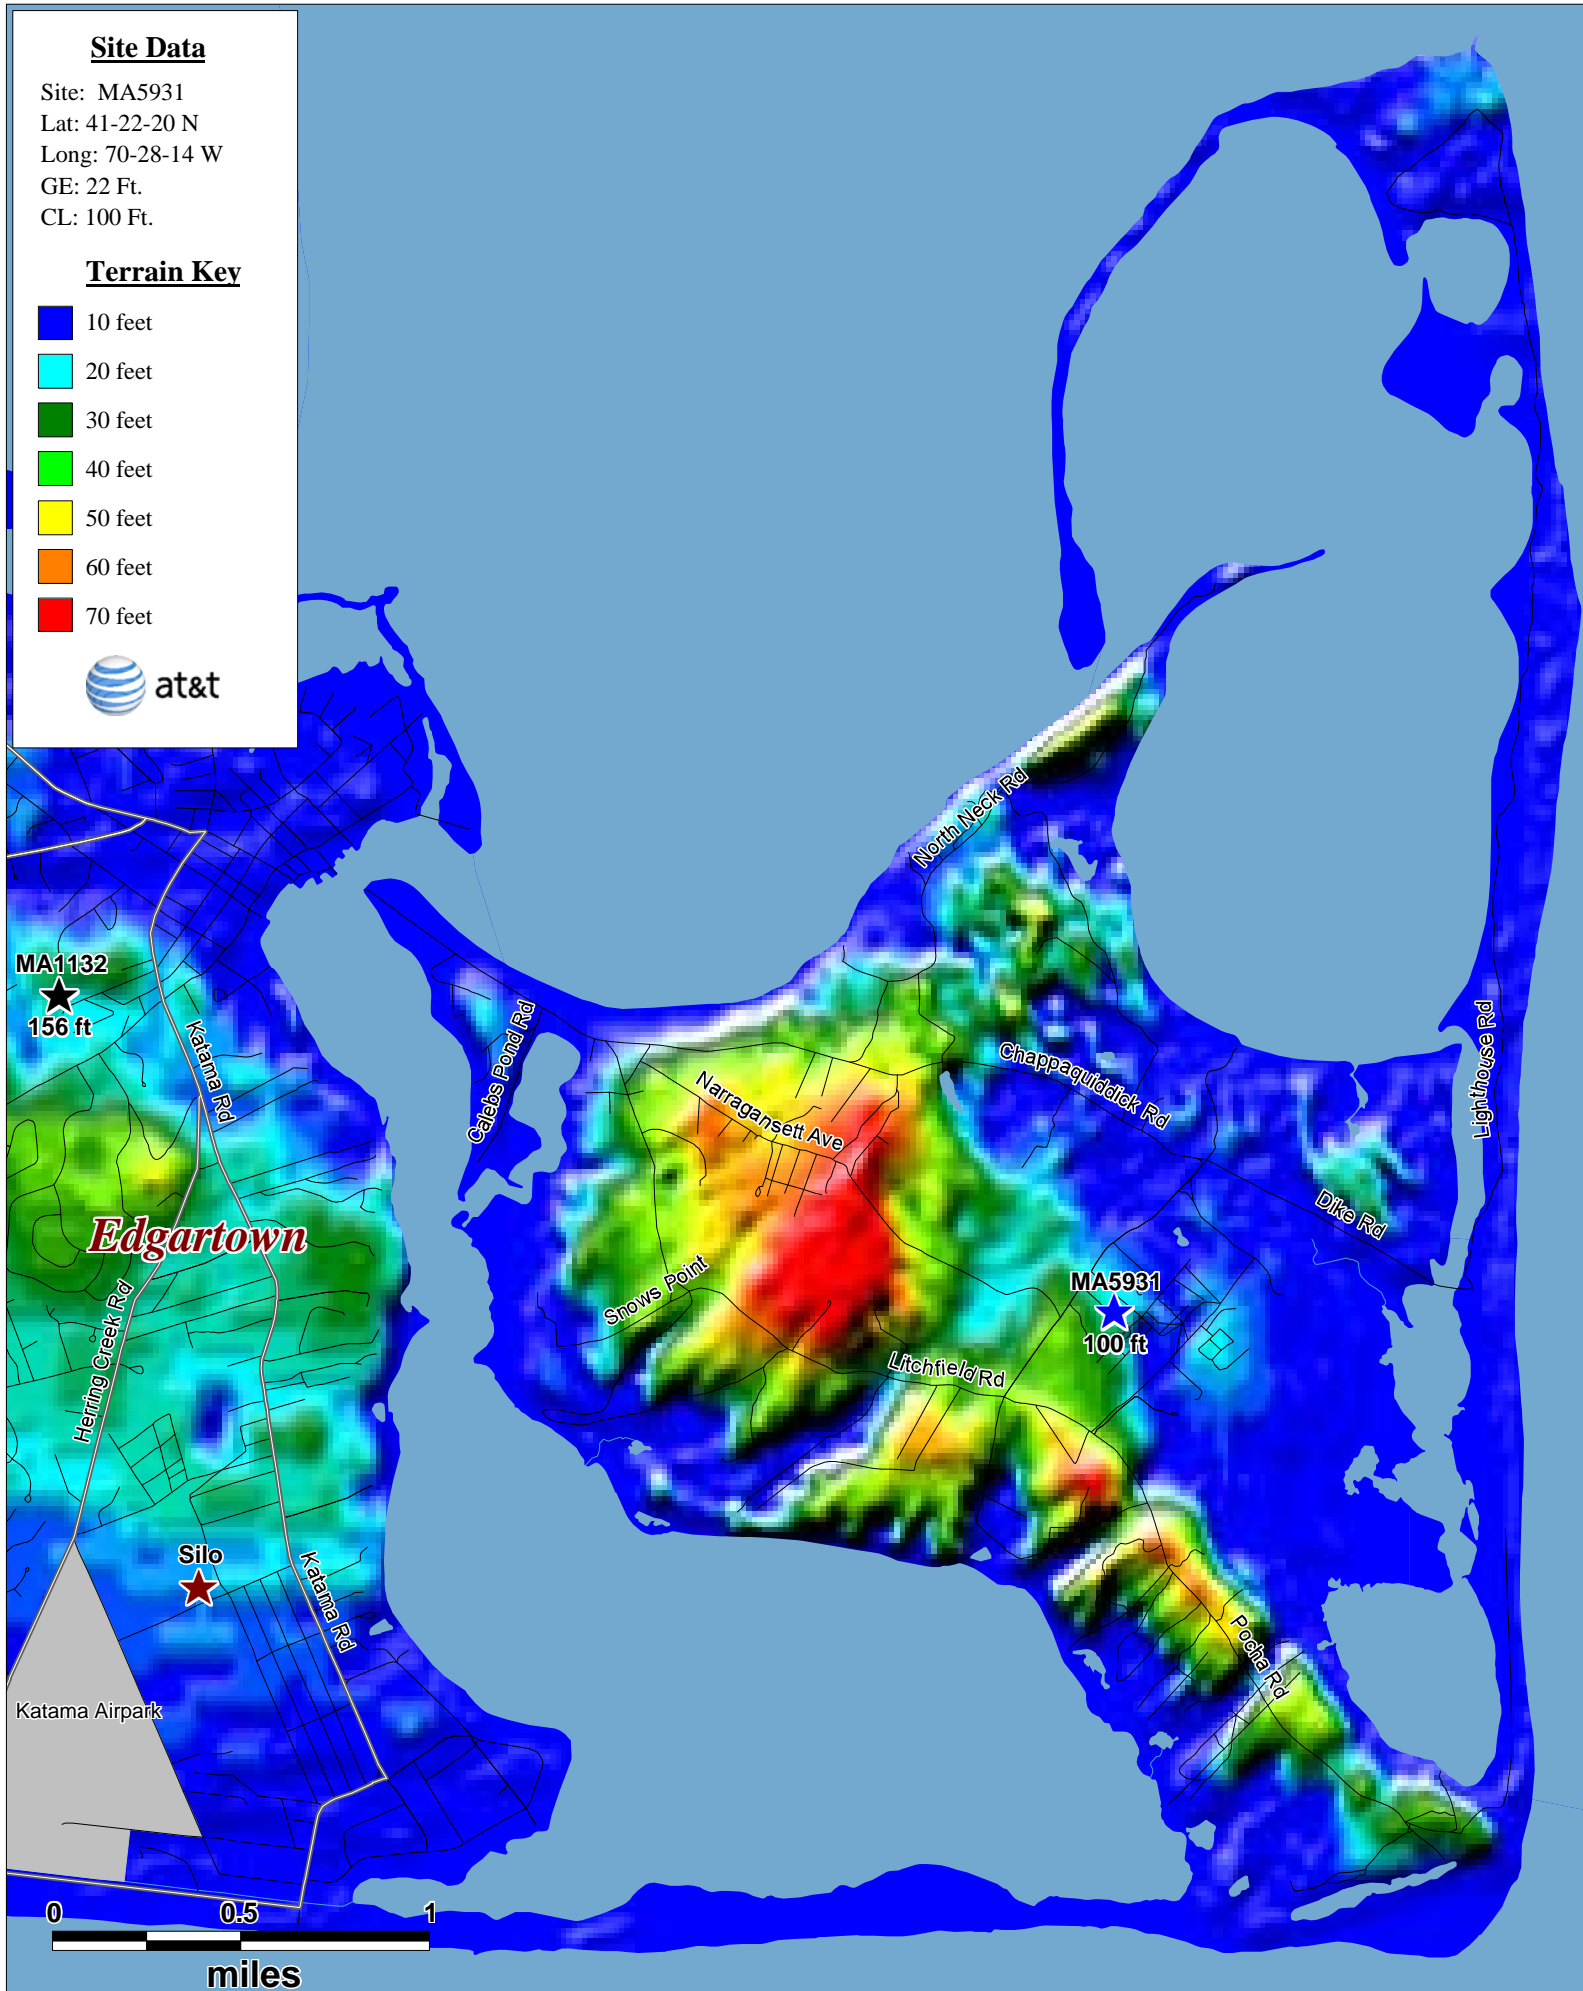 Site Data
Site: MA5931
Lat: 41-22-20 N
Long: 70-28-14 W
GE: 22 Ft.
CL: 100 Ft.
Terrain Key
10 feet
20 feet
30 feet
40 feet
50 feet
60 feet
70 feet
at&t
North Neck Rd
MA1132
156 ft
Katama Rd
Calebs Pond Rd
Narragansett Ave
Chappaquiddick Rd
Lighthouse Rd
Dike Rd
Edgartown
Herring Creek Rd
Snows Point
MA5931
100 ft
Litchfield Rd
Silo
Katama Rd
Pocha Rd
Katama Airpark
0 0.5 1
miles